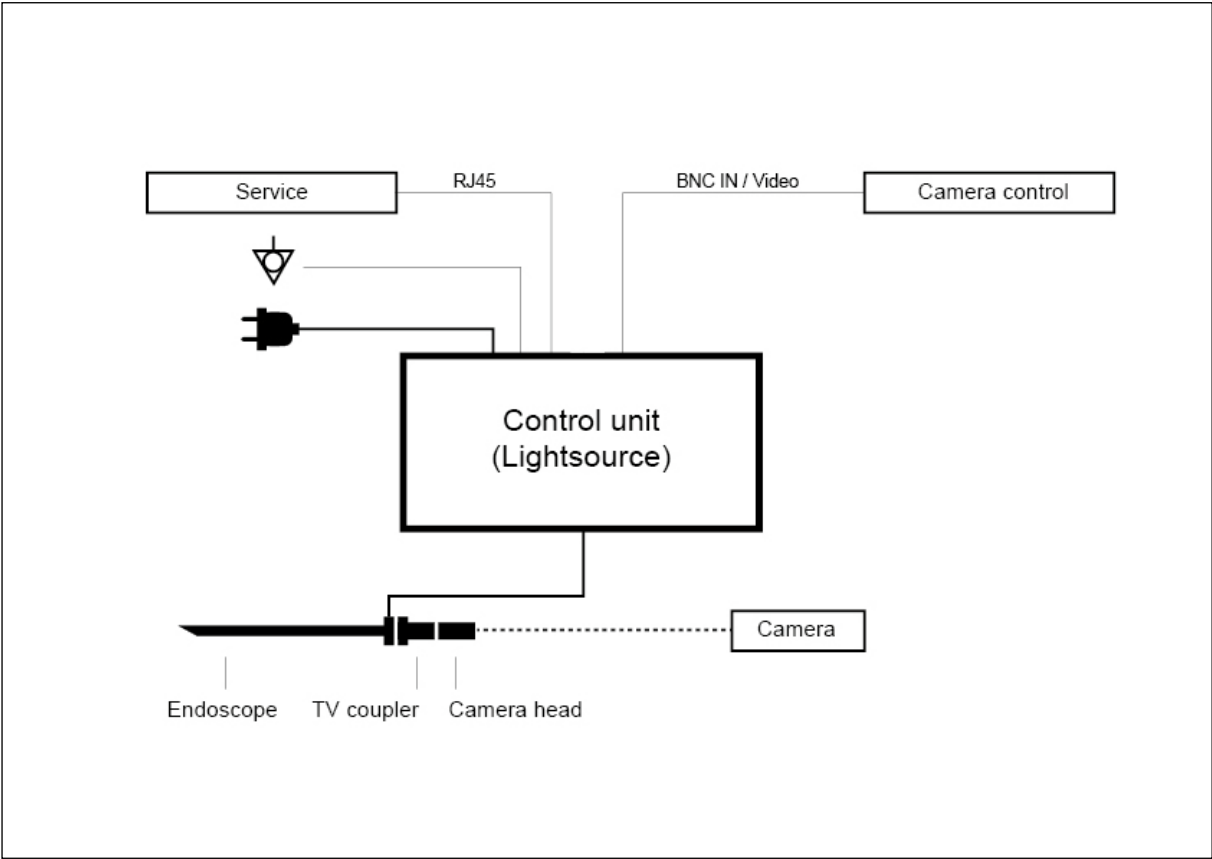 Service
RJ45
BNC IN / Video
Camera control
Control unit
(Lightsource)
Camera
Endoscope
TV coupler
Camera head